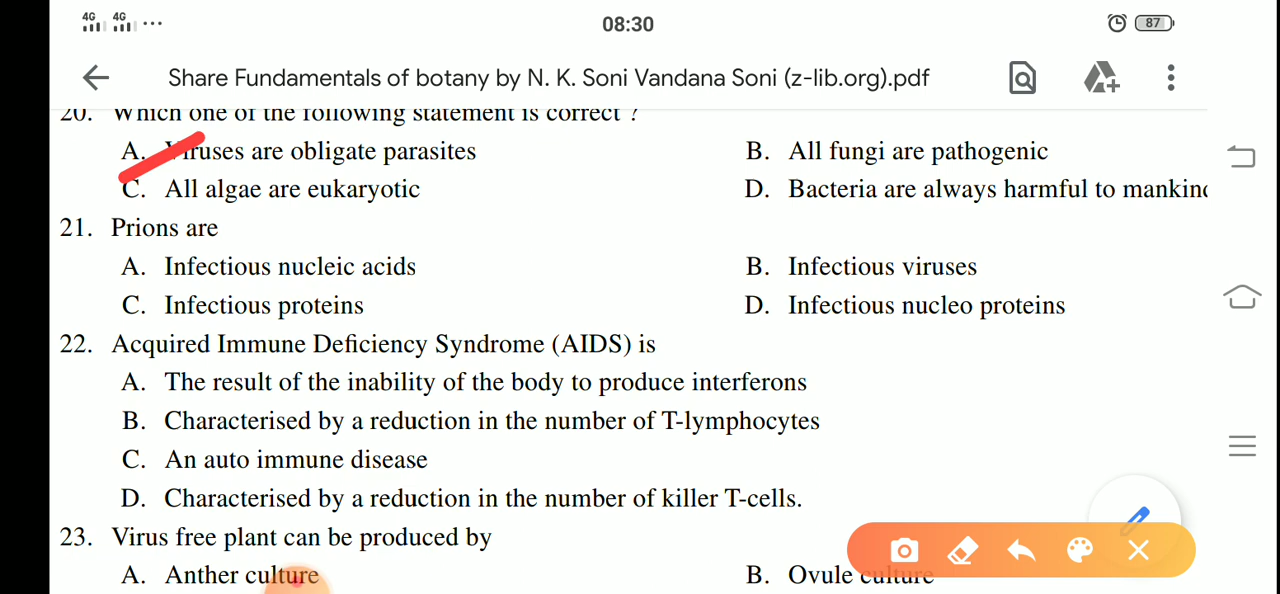 4G 4G ... 08:30 87
Share Fundamentals of botany by N. K. Soni Vandana Soni (z-lib.org).pdf
20. Which one of the following statement is correct ?
A. Viruses are obligate parasites B. All fungi are pathogenic
C. All algae are eukaryotic D. Bacteria are always harmful to mankind
21. Prions are
A. Infectious nucleic acids B. Infectious viruses
C. Infectious proteins D. Infectious nucleo proteins
22. Acquired Immune Deficiency Syndrome (AIDS) is
A. The result of the inability of the body to produce interferons
B. Characterised by a reduction in the number of T-lymphocytes
C. An auto immune disease
D. Characterised by a reduction in the number of killer T-cells.
23. Virus free plant can be produced by
A. Anther culture B. Ovule culture